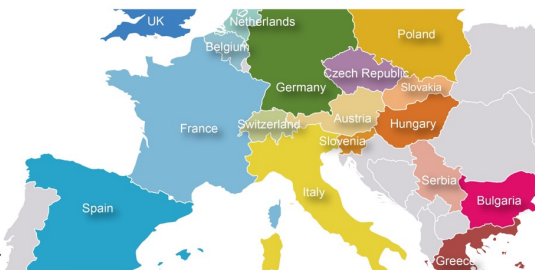 UK
Netherlands
Poland
Belgium
Czech Republic
Germany
Slovakia
Austria
France
Switzerland
Hungary
Slovenia
Serbia
Italy
Bulgaria
Spain
Greece